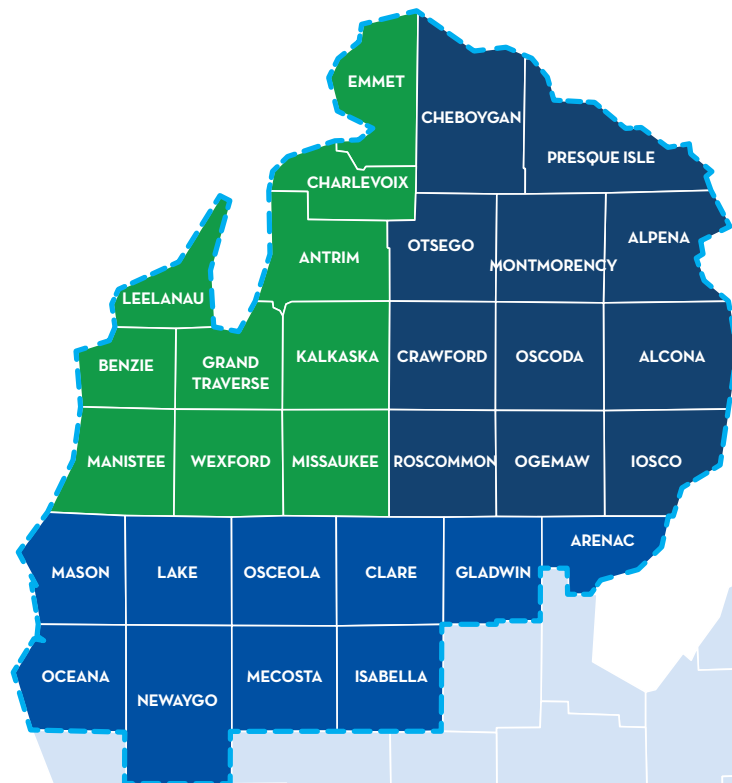 EMMET
CHEBOYGAN
PRESQUE ISLE
CHARLEVOIX
ALPENA
OTSEGO
ANTRIM
MONTMORENCY
LEELANAU
KALKASKA
CRAWFORD
OSCODA
ALCONA
BENZIE
GRAND
TRAVERSE
MANISTEE
WEXFORD
MISSAUKEE
ROSCOMMON
OGEMAW
IOSCO
ARENAC
MASON
LAKE
OSCEOLA
CLARE
GLADWIN
OCEANA
MECOSTA
ISABELLA
NEWAYGO